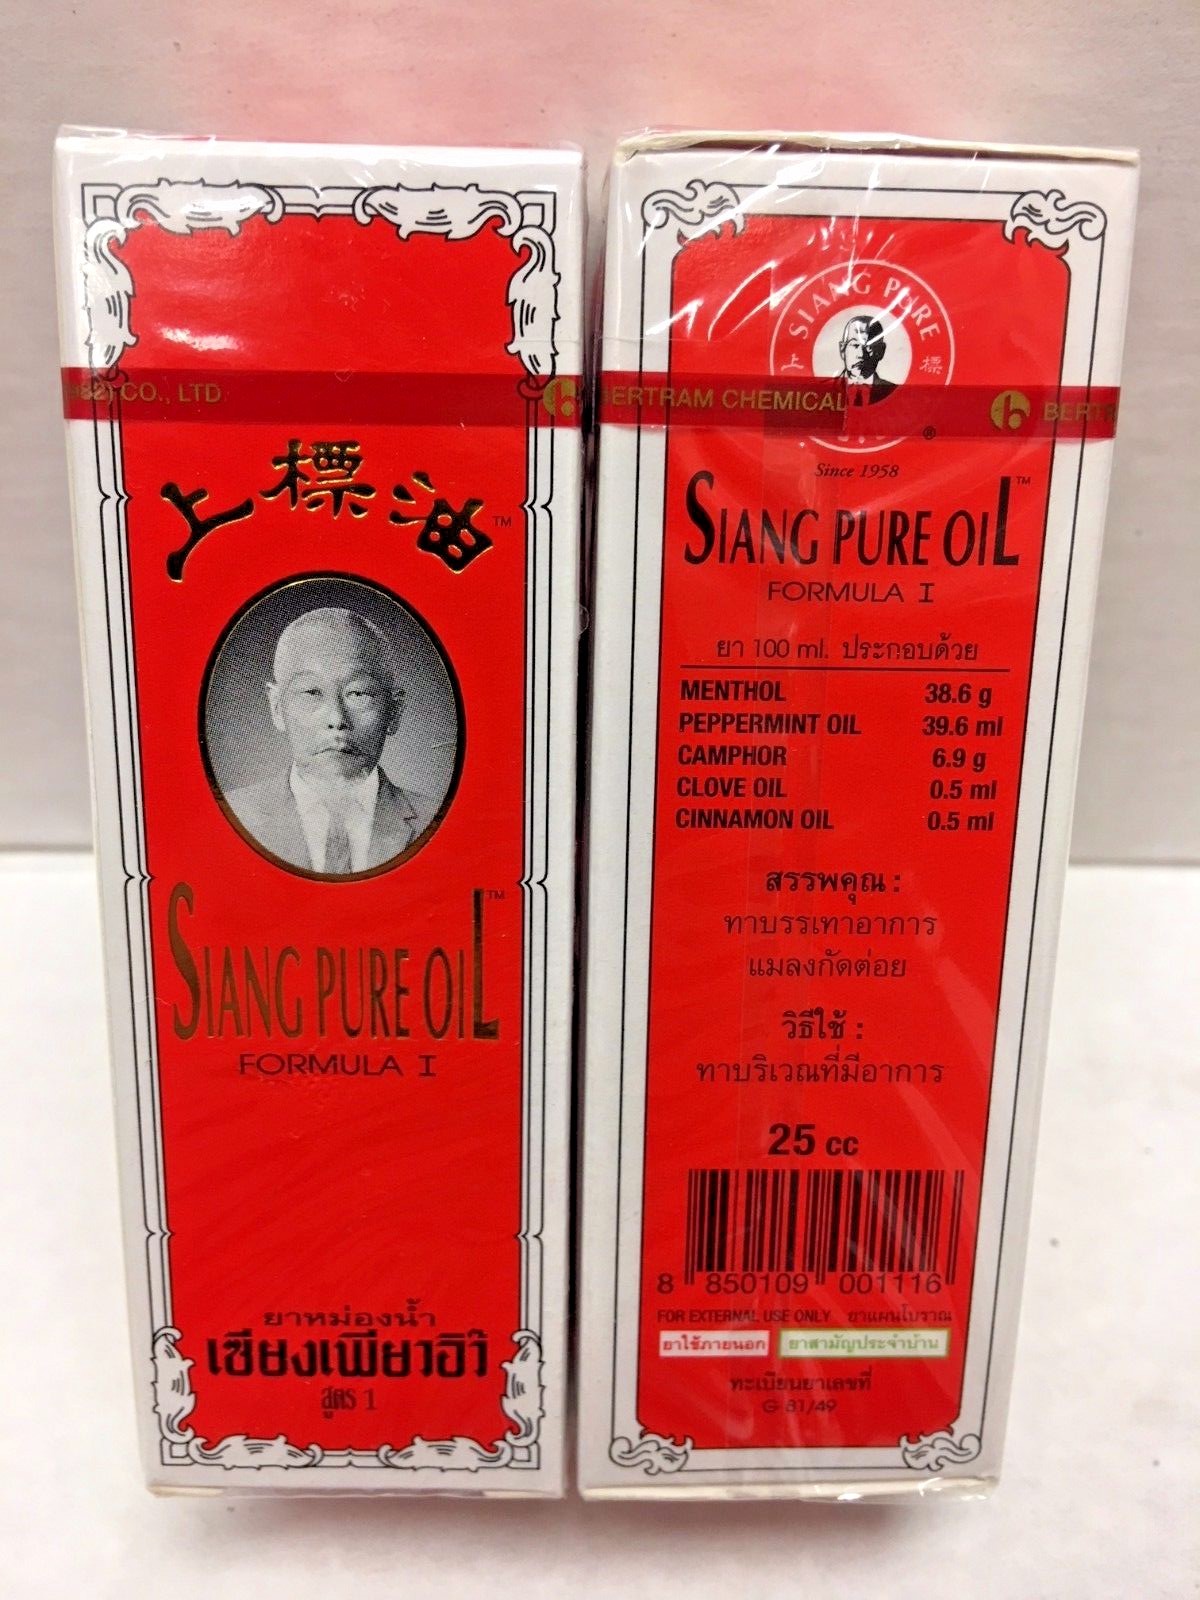 CO., LTD.
上標油™
SIANG PURE OIL™
FORMULA I
ยาหม่องน้ำ
เซียงเพียวอิ๊ว
สูตร 1
SIANG PURE
上 標
BERTRAM CHEMICAL
®
Since 1958
SIANG PURE OIL™
FORMULA I
ยา 100 ml. ประกอบด้วย
MENTHOL 38.6 g
PEPPERMINT OIL 39.6 ml
CAMPHOR 6.9 g
CLOVE OIL 0.5 ml
CINNAMON OIL 0.5 ml
สรรพคุณ :
ทาบรรเทาอาการ
แมลงกัดต่อย
วิธีใช้ :
ทาบริเวณที่มีอาการ
25 cc
8 850109 001116
FOR EXTERNAL USE ONLY ยาแผนโบราณ
ยาใช้ภายนอก ยาสามัญประจำบ้าน
ทะเบียนยาเลขที่
G 81/49